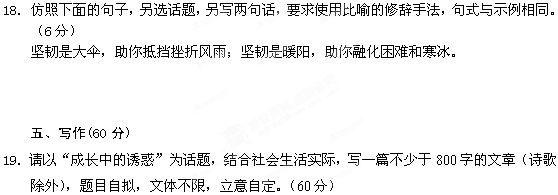 18. 仿照下面的句子，另选话题，另写两句话，要求使用比喻的修辞手法，句式与示例相同。
（6分）
坚韧是大伞，助你抵挡挫折风雨；坚韧是暖阳，助你融化困难和寒冰。
五、写作(60 分)
19. 请以“成长中的诱惑”为话题，结合社会生活实际，写一篇不少于 800 字的文章（诗歌
除外），题目自拟，文体不限，立意自定。（60分）